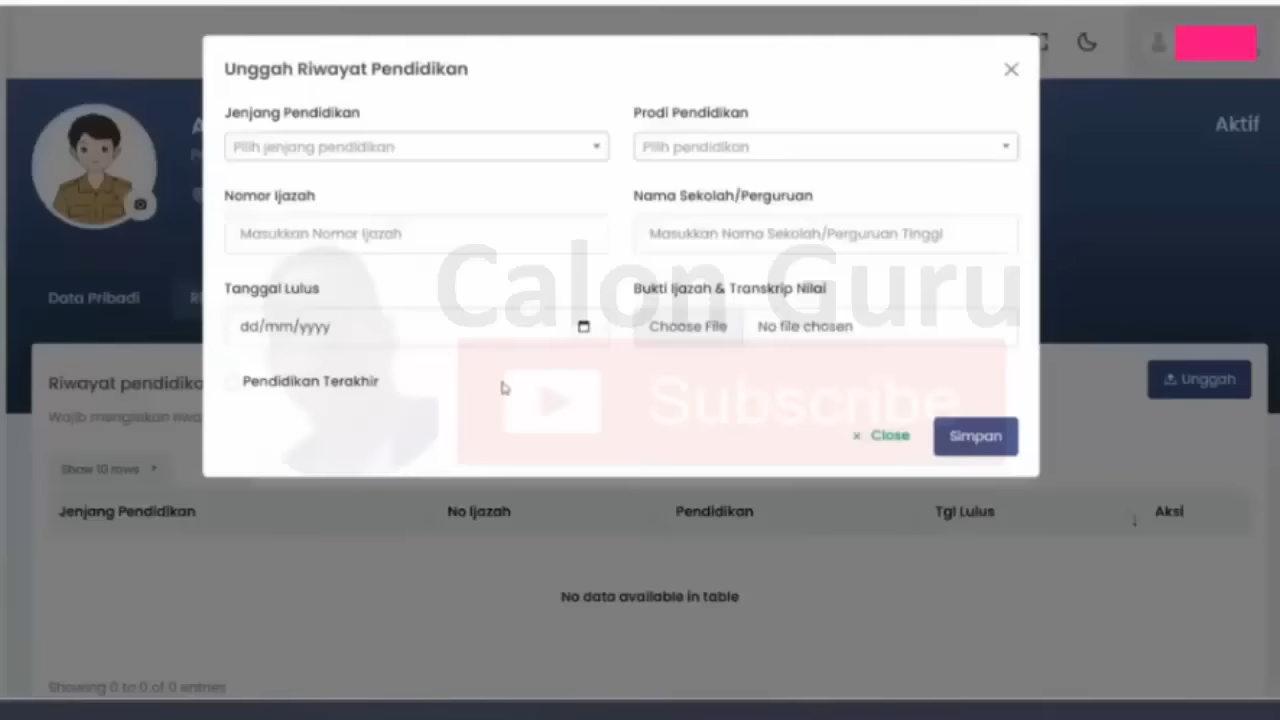 Unggah Riwayat Pendidikan
Jenjang Pendidikan
Prodi Pendidikan
Pilih jenjang pendidikan
Pilih pendidikan
Nomor Ijazah
Nama Sekolah/Perguruan
Masukkan Nomor Ijazah
Masukkan Nama Sekolah/Perguruan Tinggi
Calon Guru
Tanggal Lulus
Bukti Ijazah & Transkrip Nilai
dd/mm/yyyy
Choose File
No file chosen
Pendidikan Terakhir
Subscribe
× Close
Simpan
Aktif
Data Pribadi
Riwayat pendidika
Unggah
Wajib mengisikan riwa
Show 10 rows
Jenjang Pendidikan
No Ijazah
Pendidikan
Tgl Lulus
Aksi
No data available in table
Showing 0 to 0 of 0 entries